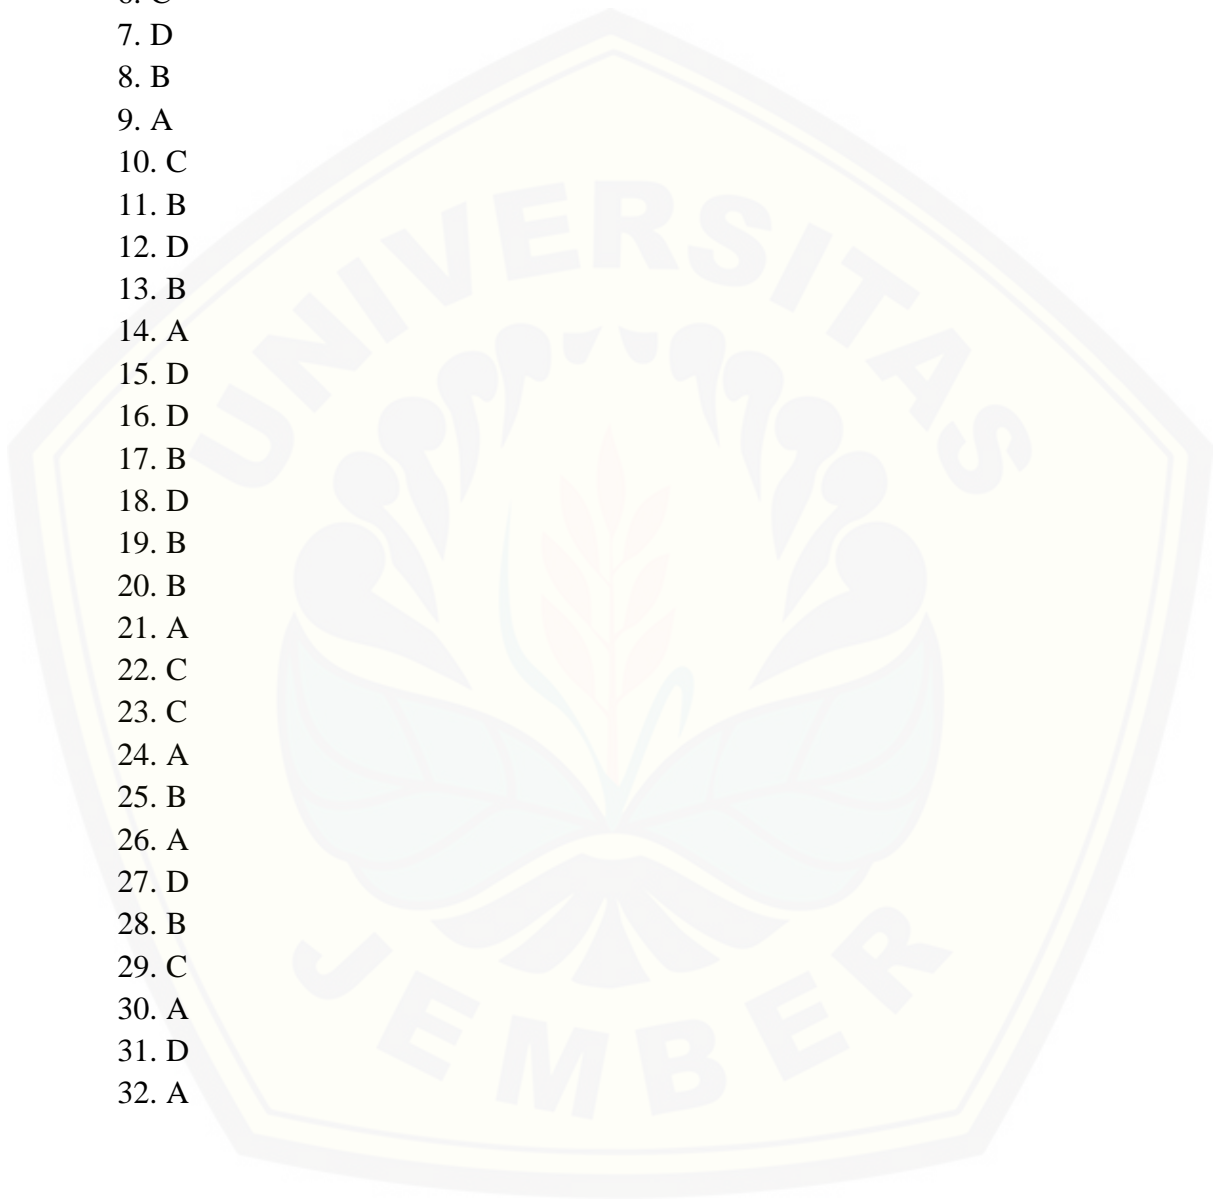 6. C
7. D
8. B
9. A
10. C
11. B
12. D
13. B
14. A
15. D
16. D
17. B
18. D
19. B
20. B
21. A
22. C
23. C
24. A
25. B
26. A
27. D
28. B
29. C
30. A
31. D
32. A
UNIVERSITAS
JEMBER